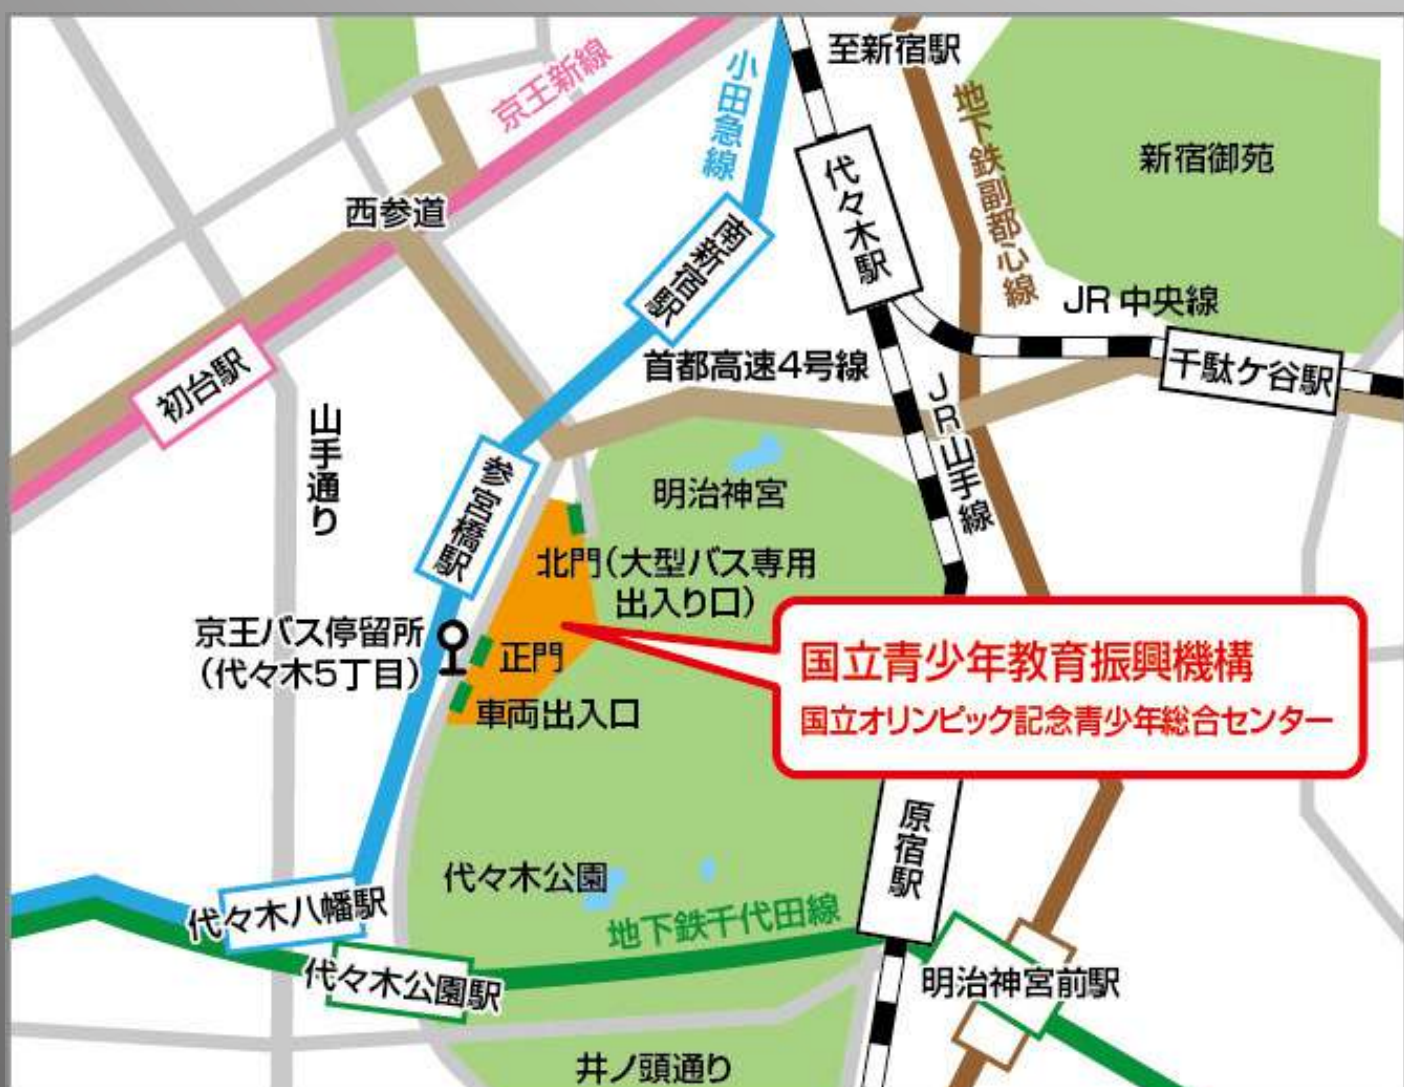 至新宿駅
京王新線
小田急線
地下鉄副都心線
新宿御苑
代々木駅
西参道
南新宿駅
JR中央線
首都高速4号線
千駄ケ谷駅
初台駅
JR山手線
山手通り
参宮橋駅
明治神宮
北門(大型バス専用
出入り口)
京王バス停留所
(代々木5丁目)
正門
国立青少年教育振興機構
国立オリンピック記念青少年総合センター
車両出入口
原宿駅
代々木公園
代々木八幡駅
地下鉄千代田線
代々木公園駅
明治神宮前駅
井ノ頭通り